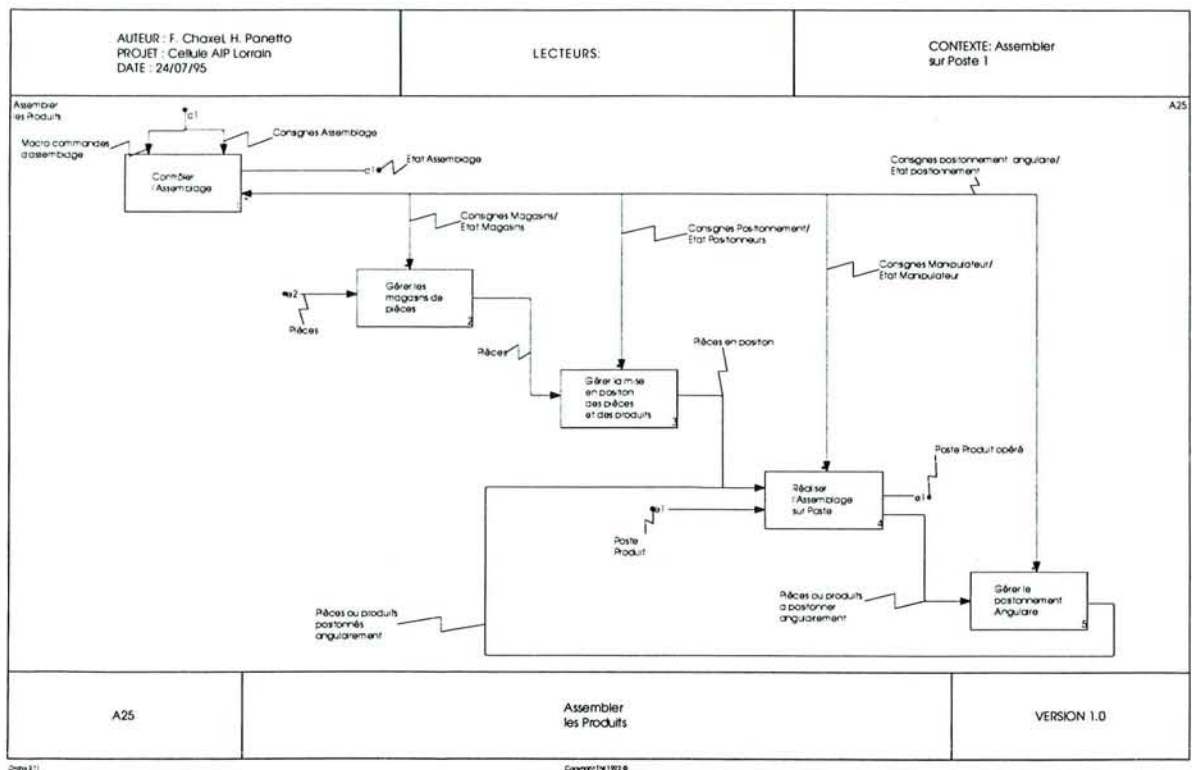 AUTEUR : F. Chaxel, H. Panetto
PROJET : Cellule AIP Lorrain
DATE : 24/07/95
LECTEURS:
CONTEXTE: Assembler
sur Poste 1
Assembler
les Produits
A25
c1
Macro commandes
d'assemblage
Consignes Assemblage
Contrôler
l'Assemblage
1
c1
Etat Assemblage
Consignes positonnement angulaire/
Etat positionnement
Consignes Magasins/
Etat Magasins
Consignes Positionnement/
Etat Positionneurs
Consignes Manipulateur/
Etat Manipulateur
e2
Pièces
Gérer les
magasins de
pièces
2
Pièces
Pièces en position
Gérer la mise
en position
des pièces
et des produits
3
Poste Produit opéré
Réaliser
l'Assemblage
sur Poste
4
e1
e1
Poste
Produit
Pièces ou produits
positonnés
angulairement
Pièces ou produits
à positonner
angulairement
Gérer le
positonnement
Angulaire
5
A25
Assembler
les Produits
VERSION 1.0